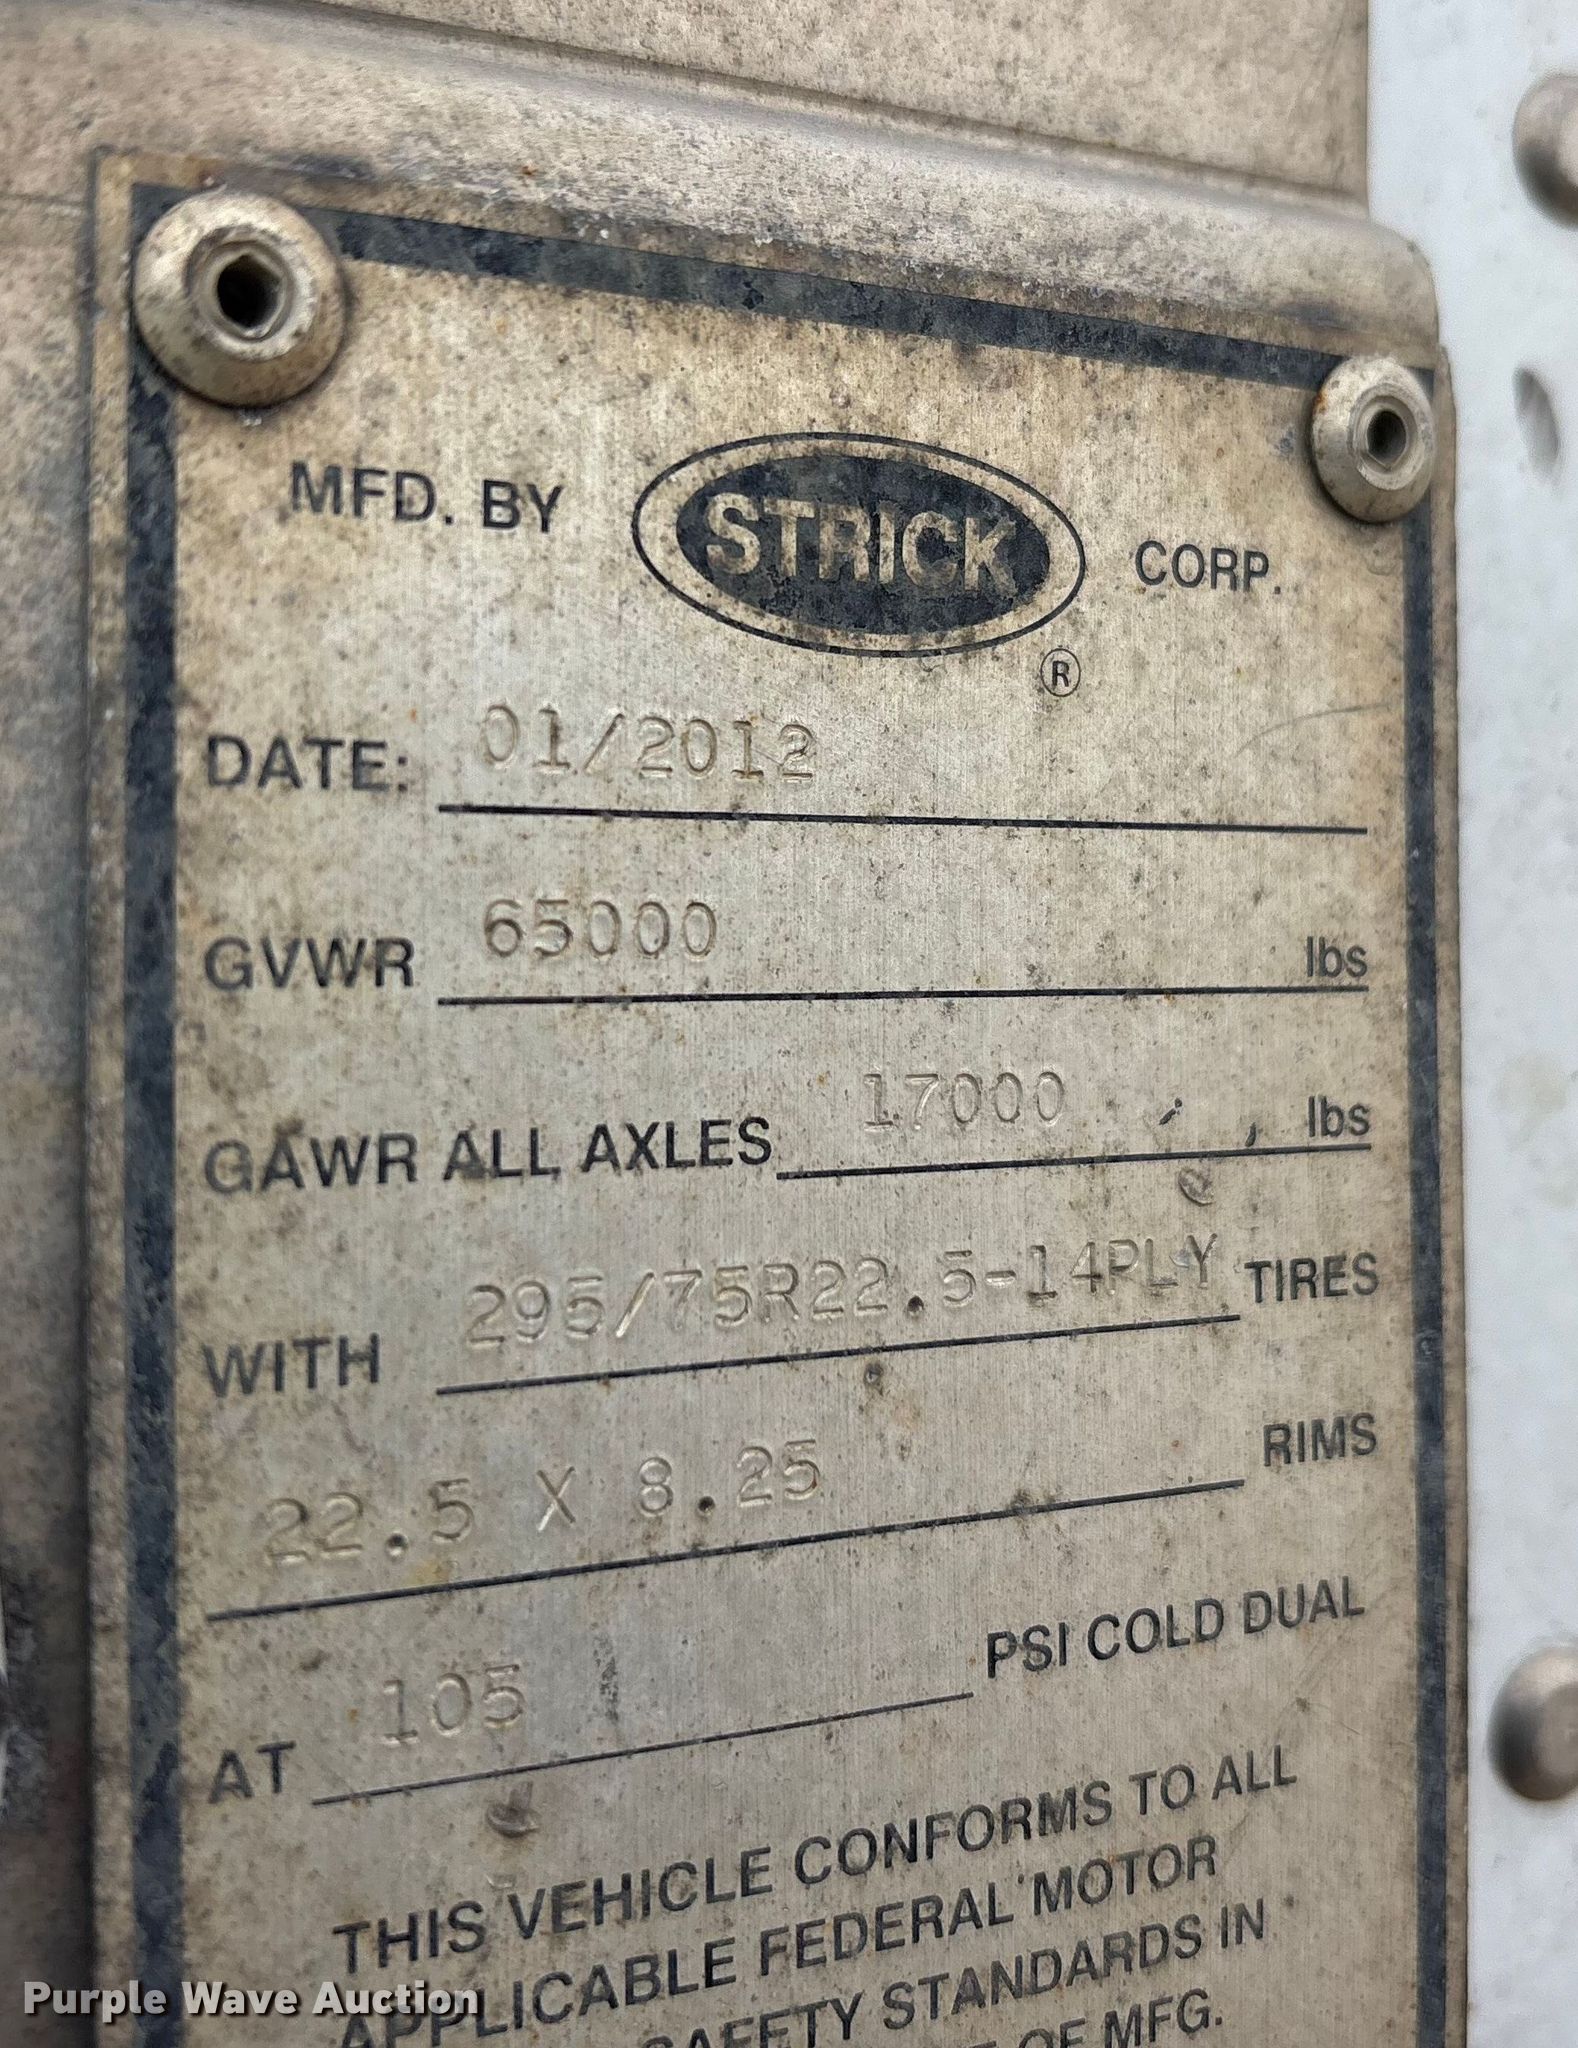 MFD. BY STRICK CORP.
®
DATE: 01/2012
GVWR 65000 lbs
GAWR ALL AXLES 17000 lbs
WITH 295/75R22.5-14PLY TIRES
22.5 X 8.25 RIMS
AT 105 PSI COLD DUAL
THIS VEHICLE CONFORMS TO ALL
APPLICABLE FEDERAL MOTOR
SAFETY STANDARDS IN
OF MFG.
Purple Wave Auction